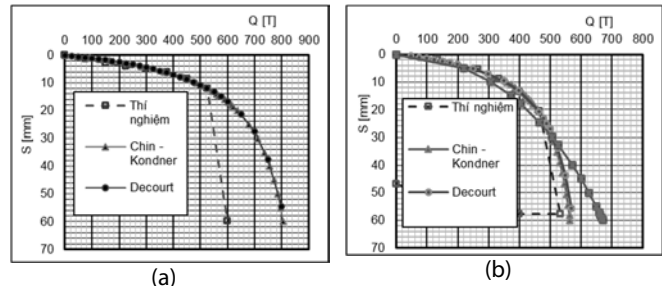 Q [T]
0 100 200 300 400 500 600 700 800 900
0
10
20
30
40
50
60
70
S [mm]
Thí
nghiệm
Chin -
Kondner
Decourt
(a)
Q [T]
0 100 200 300 400 500 600 700 800
0
10
20
30
40
50
60
70
S [mm]
Thí
nghiệm
Chin -
Kondner
Decourt
(b)